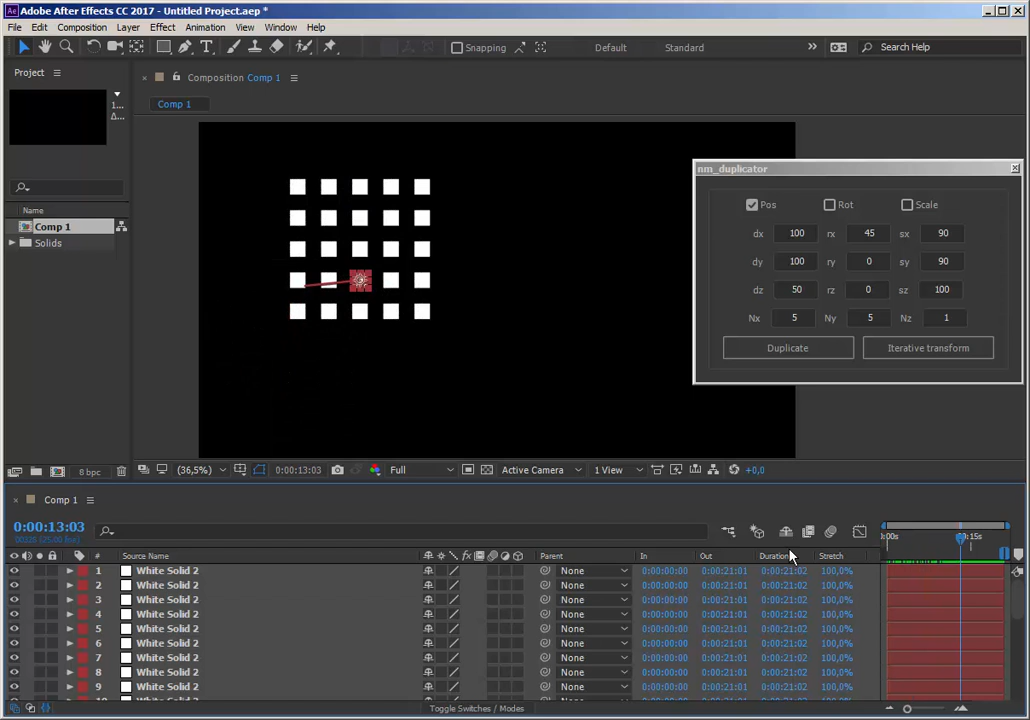 Adobe After Effects CC 2017 - Untitled Project.aep *
File Edit Composition Layer Effect Animation View Window Help
Snapping Default Standard Search Help
Project
Composition Comp 1
1...
Δ...
Comp 1
nm_duplicator
Pos Rot Scale
Name
Comp 1
Solids
dx 100 rx 45 sx 90
dy 100 ry 0 sy 90
dz 50 rz 0 sz 100
Nx 5 Ny 5 Nz 1
Duplicate Iterative transform
8 bpc (36,5%) 0:00:13:03 Full Active Camera 1 View +0,0
Comp 1
0:00:13:03
00328 (25.00 fps)
:00s 00:15s
# Source Name Parent In Out Duration Stretch
1 White Solid 2 None 0:00:00:00 0:00:21:01 0:00:21:02 100,0%
2 White Solid 2 None 0:00:00:00 0:00:21:01 0:00:21:02 100,0%
3 White Solid 2 None 0:00:00:00 0:00:21:01 0:00:21:02 100,0%
4 White Solid 2 None 0:00:00:00 0:00:21:01 0:00:21:02 100,0%
5 White Solid 2 None 0:00:00:00 0:00:21:01 0:00:21:02 100,0%
6 White Solid 2 None 0:00:00:00 0:00:21:01 0:00:21:02 100,0%
7 White Solid 2 None 0:00:00:00 0:00:21:01 0:00:21:02 100,0%
8 White Solid 2 None 0:00:00:00 0:00:21:01 0:00:21:02 100,0%
9 White Solid 2 None 0:00:00:00 0:00:21:01 0:00:21:02 100,0%
Toggle Switches / Modes